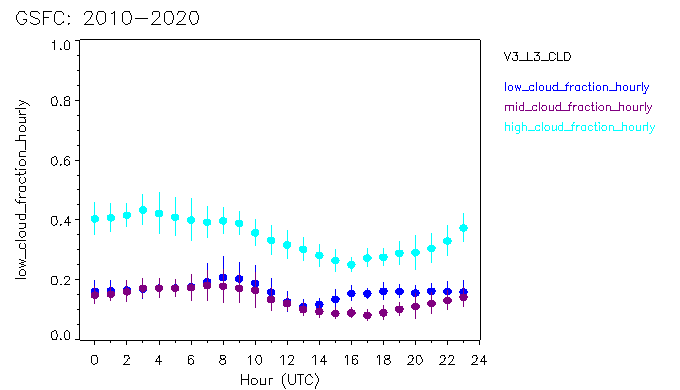 GSFC: 2010-2020
V3_L3_CLD
low_cloud_fraction_hourly
mid_cloud_fraction_hourly
high_cloud_fraction_hourly
low_cloud_fraction_hourly
1.0
0.8
0.6
0.4
0.2
0.0
0 2 4 6 8 10 12 14 16 18 20 22 24
Hour (UTC)